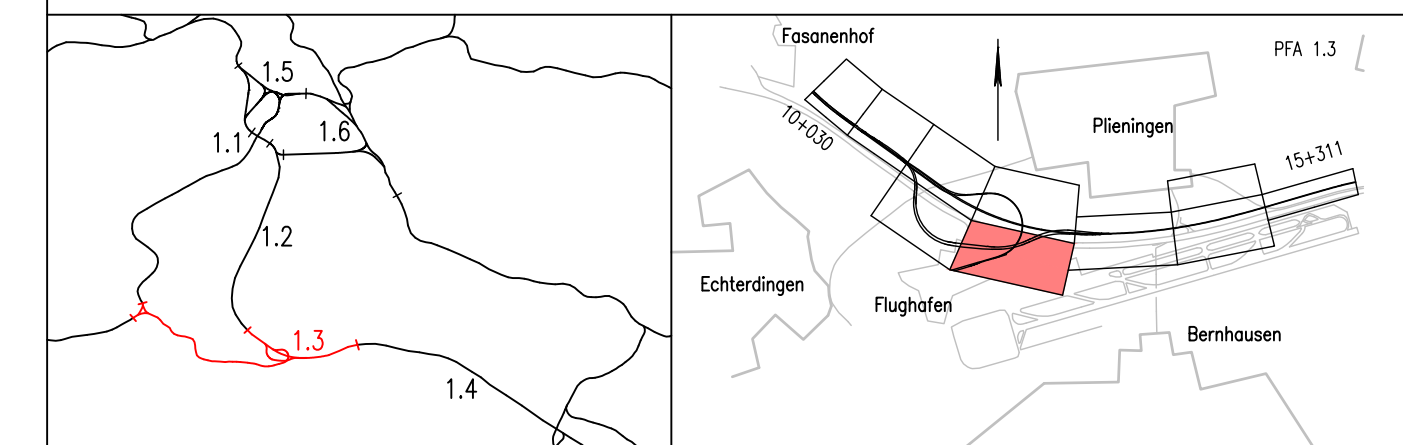 1.5
1.1
1.6
1.2
1.3
1.4
Fasanenhof
PFA 1.3
10+030
Plieningen
15+311
Echterdingen
Flughafen
Bernhausen